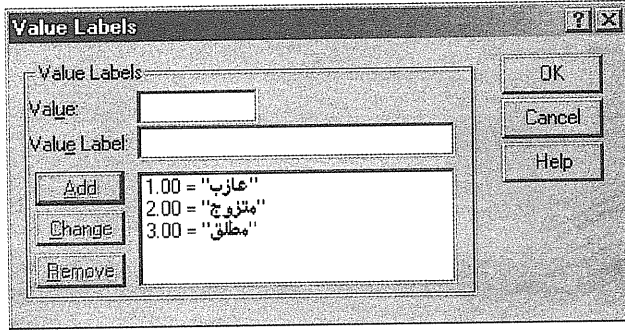 Value Labels
Value Labels
Value:
Value Label:
Add
Change
Remove
1.00 = "عازب"
2.00 = "متزوج"
3.00 = "مطلق"
OK
Cancel
Help